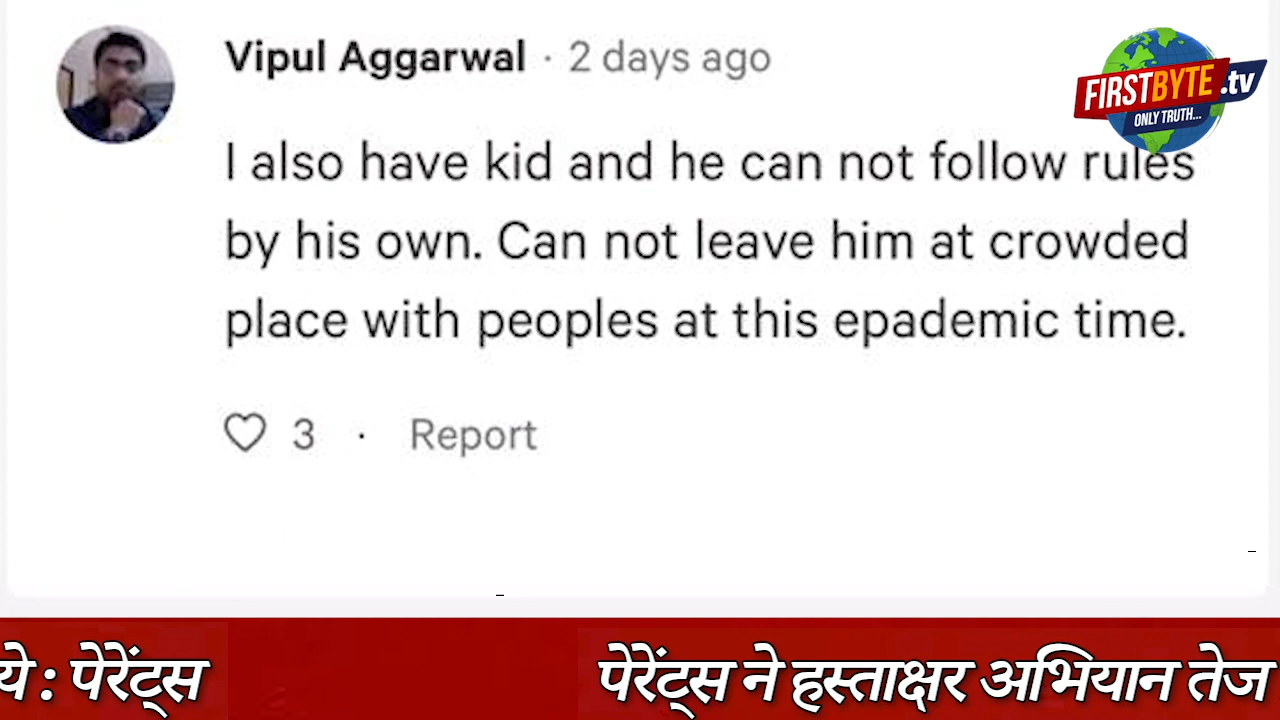 Vipul Aggarwal · 2 days ago
FIRSTBYTE.tv
ONLY TRUTH...
I also have kid and he can not follow rules
by his own. Can not leave him at crowded
place with peoples at this epademic time.
3 · Report
ये : पेरेंट्स पेरेंट्स ने हस्ताक्षर अभियान तेज